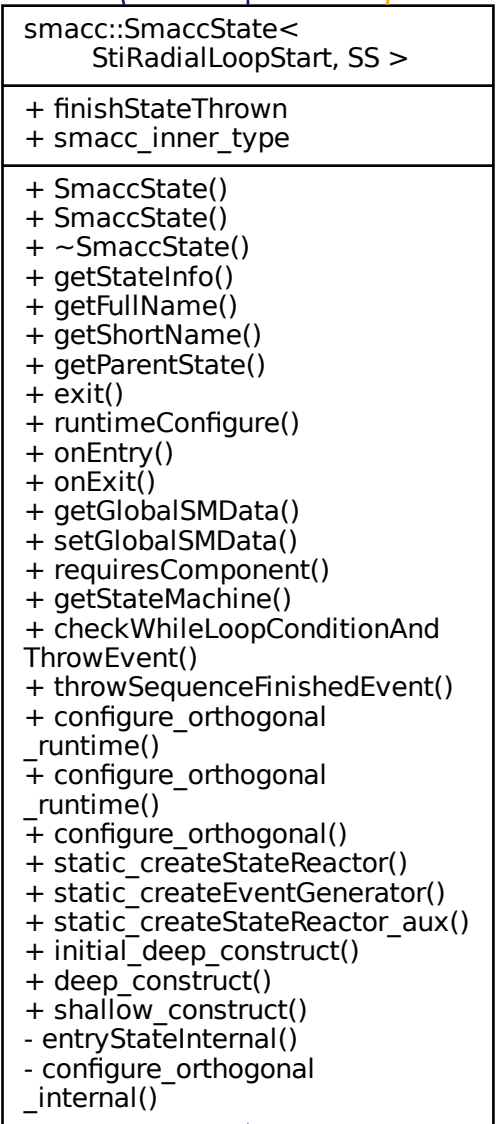 smacc::SmaccState<
StiRadialLoopStart, SS >
+ finishStateThrown
+ smacc_inner_type
+ SmaccState()
+ SmaccState()
+ ~SmaccState()
+ getStateInfo()
+ getFullName()
+ getShortName()
+ getParentState()
+ exit()
+ runtimeConfigure()
+ onEntry()
+ onExit()
+ getGlobalSMData()
+ setGlobalSMData()
+ requiresComponent()
+ getStateMachine()
+ checkWhileLoopConditionAnd
ThrowEvent()
+ throwSequenceFinishedEvent()
+ configure_orthogonal
_runtime()
+ configure_orthogonal
_runtime()
+ configure_orthogonal()
+ static_createStateReactor()
+ static_createEventGenerator()
+ static_createStateReactor_aux()
+ initial_deep_construct()
+ deep_construct()
+ shallow_construct()
- entryStateInternal()
- configure_orthogonal
_internal()